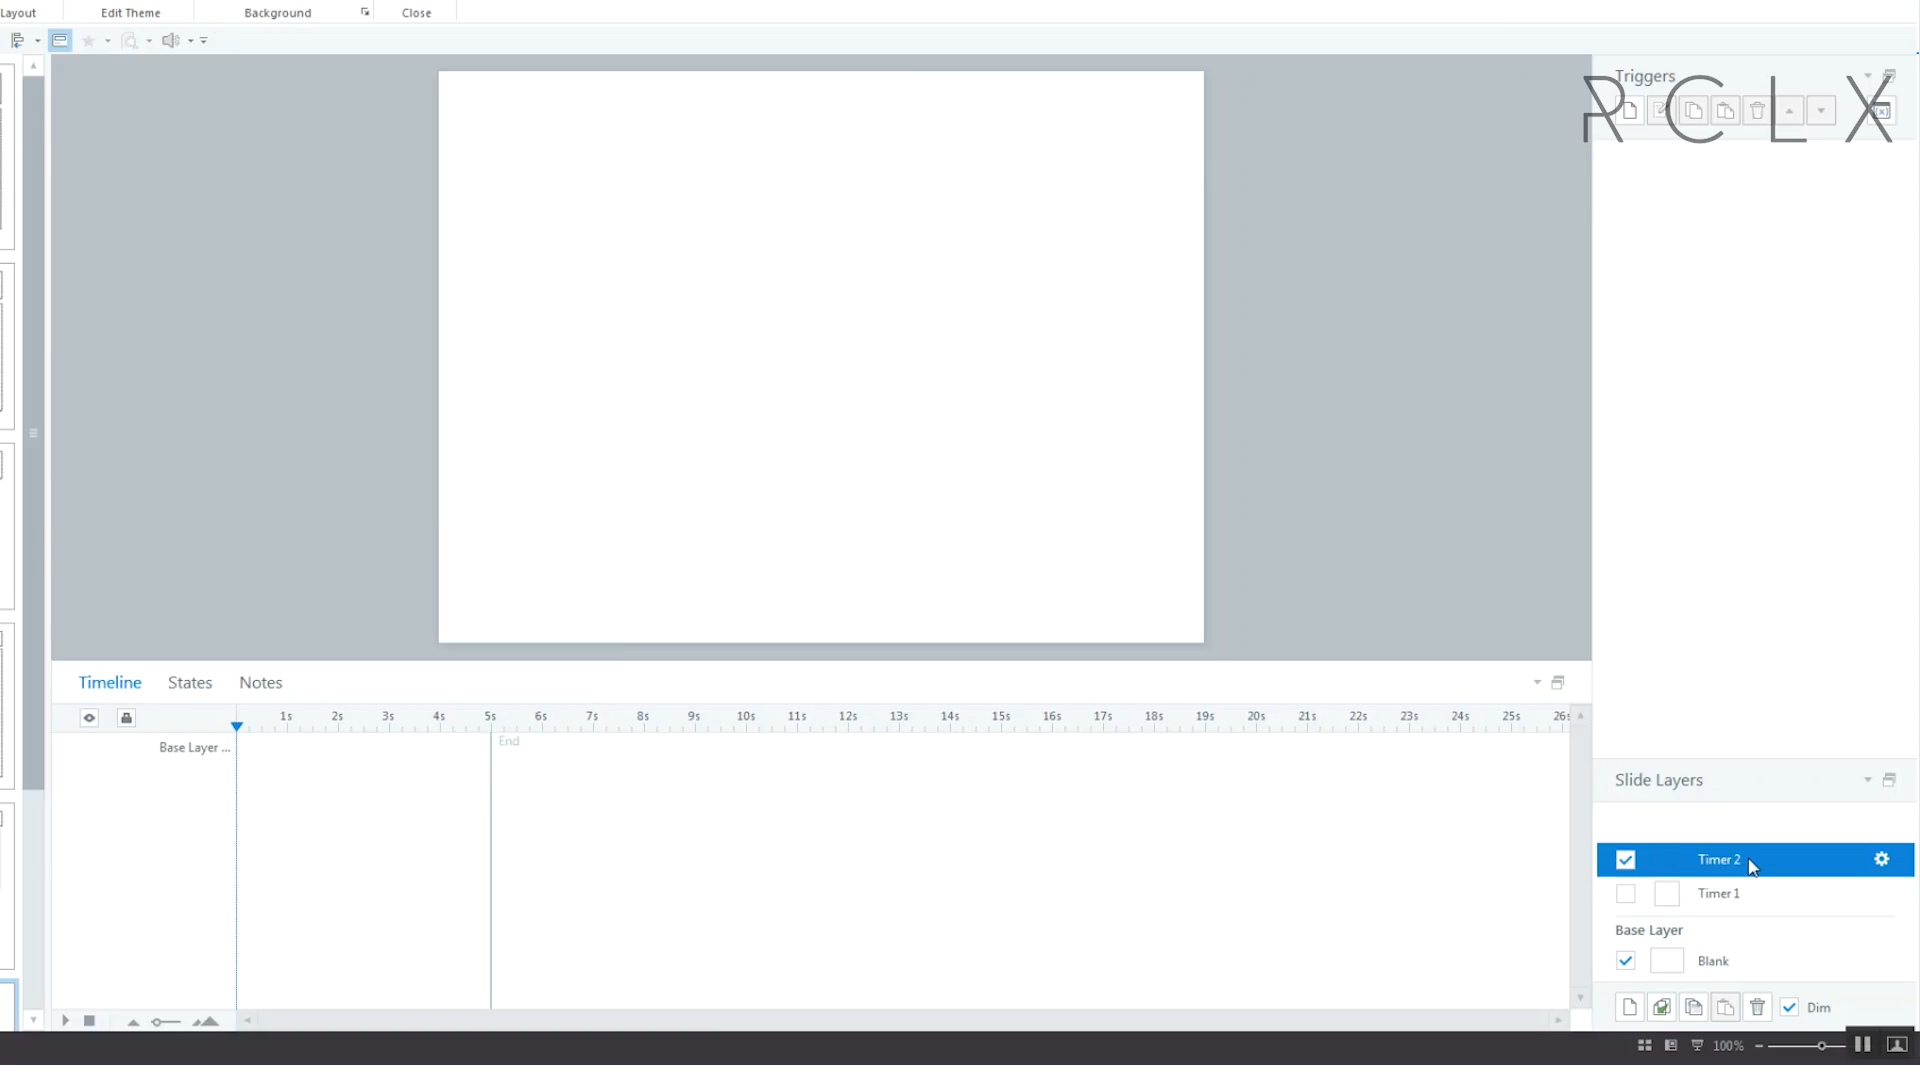 Layout
Edit Theme
Background
Close
Triggers
R C L X
Timeline
States
Notes
1s 2s 3s 4s 5s 6s 7s 8s 9s 10s 11s 12s 13s 14s 15s 16s 17s 18s 19s 20s 21s 22s 23s 24s 25s 26s
End
Base Layer ...
Slide Layers
Timer 2
Timer 1
Base Layer
Blank
Dim
100%